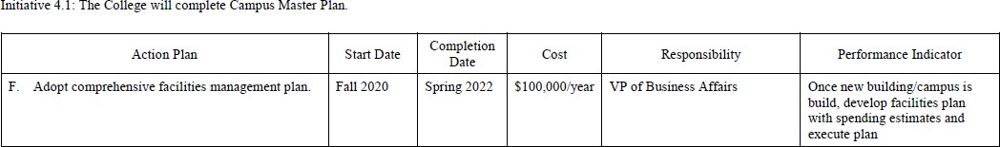 Initiative 4.1: The College will complete Campus Master Plan.
Action Plan Start Date Completion Date Cost Responsibility Performance Indicator
F. Adopt comprehensive facilities management plan. Fall 2020 Spring 2022 $100,000/year VP of Business Affairs Once new building/campus is
build, develop facilities plan
with spending estimates and
execute plan